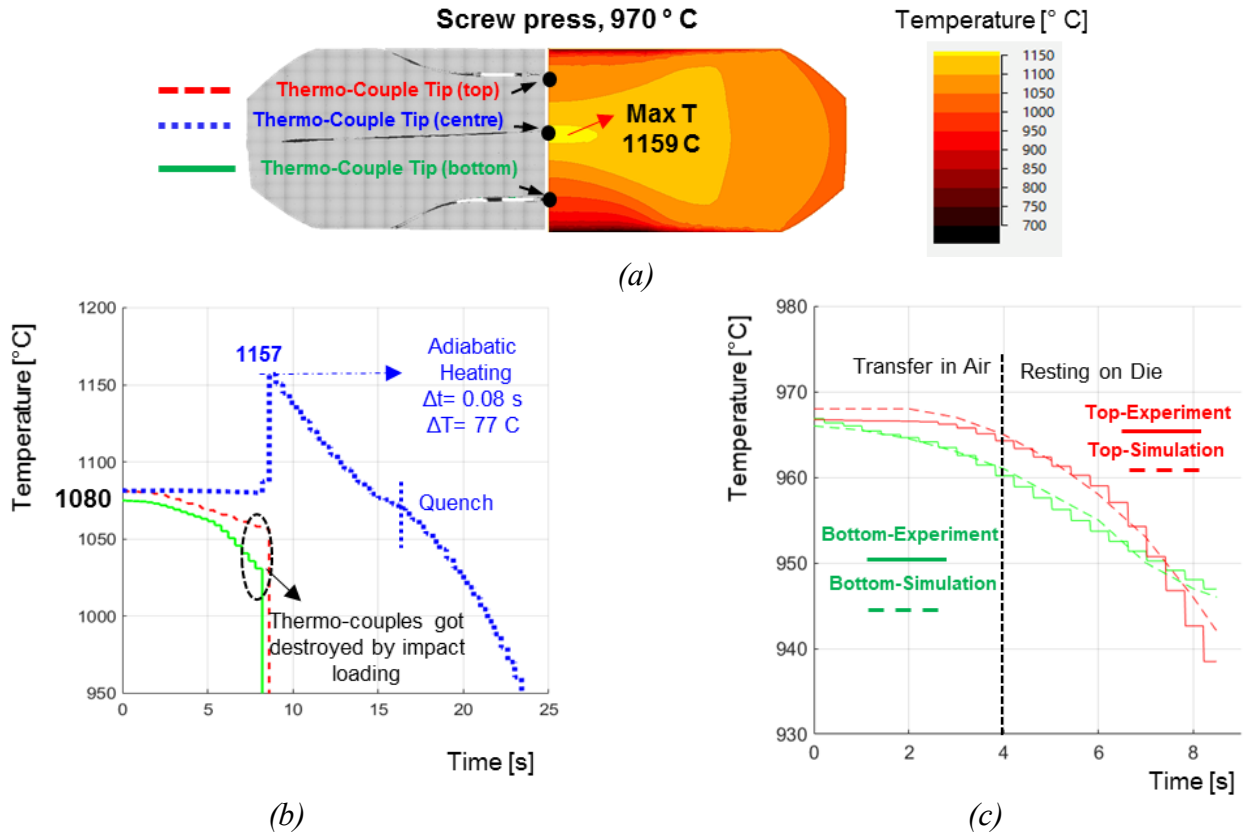 Screw press, 970 º C
Temperature [° C]
Thermo-Couple Tip (top)
Thermo-Couple Tip (centre)
Thermo-Couple Tip (bottom)
Max T
1159 C
1150
1100
1050
1000
950
900
850
800
750
700
(a)
Temperature [°C]
1200
1150
1100
1080
1050
1000
950
0
5
10
15
20
25
1157
Adiabatic
Heating
Δt= 0.08 s
ΔT= 77 C
Quench
Thermo-couples got
destroyed by impact
loading
Time [s]
(b)
Temperature [°C]
980
970
960
950
940
930
0
2
4
6
8
Transfer in Air
Resting on Die
Top-Experiment
Top-Simulation
Bottom-Experiment
Bottom-Simulation
Time [s]
(c)